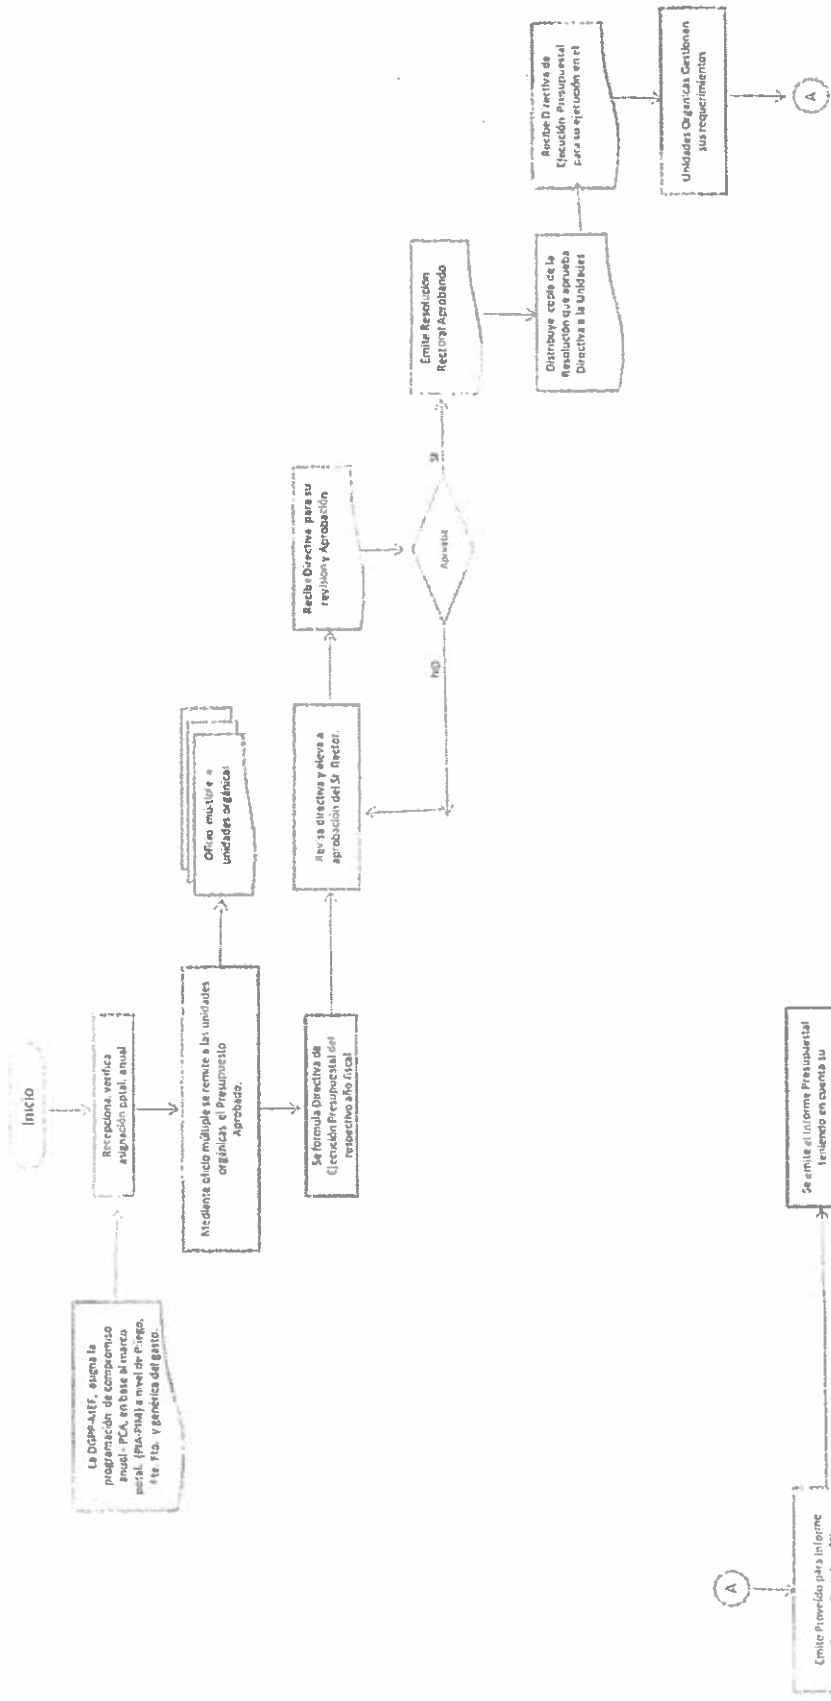 Inicio
La DGPP-MEF, asigna la
programación de compromiso
anual - PCA, en base al marco
pptal. (PIA-PIM) a nivel de Pliego,
Fte. Fto. y genérica del gasto.
Recepciona, verifica
asignación pptal. anual
Mediante oficio múltiple se remite a las unidades
orgánicas el Presupuesto
Aprobado.
Oficio múltiple a
unidades orgánicas
Se formula Directiva de
Ejecución Presupuestal del
respectivo año fiscal
Revisa directiva y eleva a
aprobación del Sr. Rector.
Recibe Directiva para su
revisión y Aprobación
Aprueba
NO
SI
Emite Resolución
Rectoral Aprobando
Distribuye copia de la
Resolución que aprueba
Directiva a la Unidades
Recibe Directiva de
Ejecución Presupuestal
para su ejecución en el
Unidades Organicas Gestionan
sus requerimientos
A
A
Emite Proveído para Informe
Se emite el Informe Presupuestal
teniendo en cuenta su